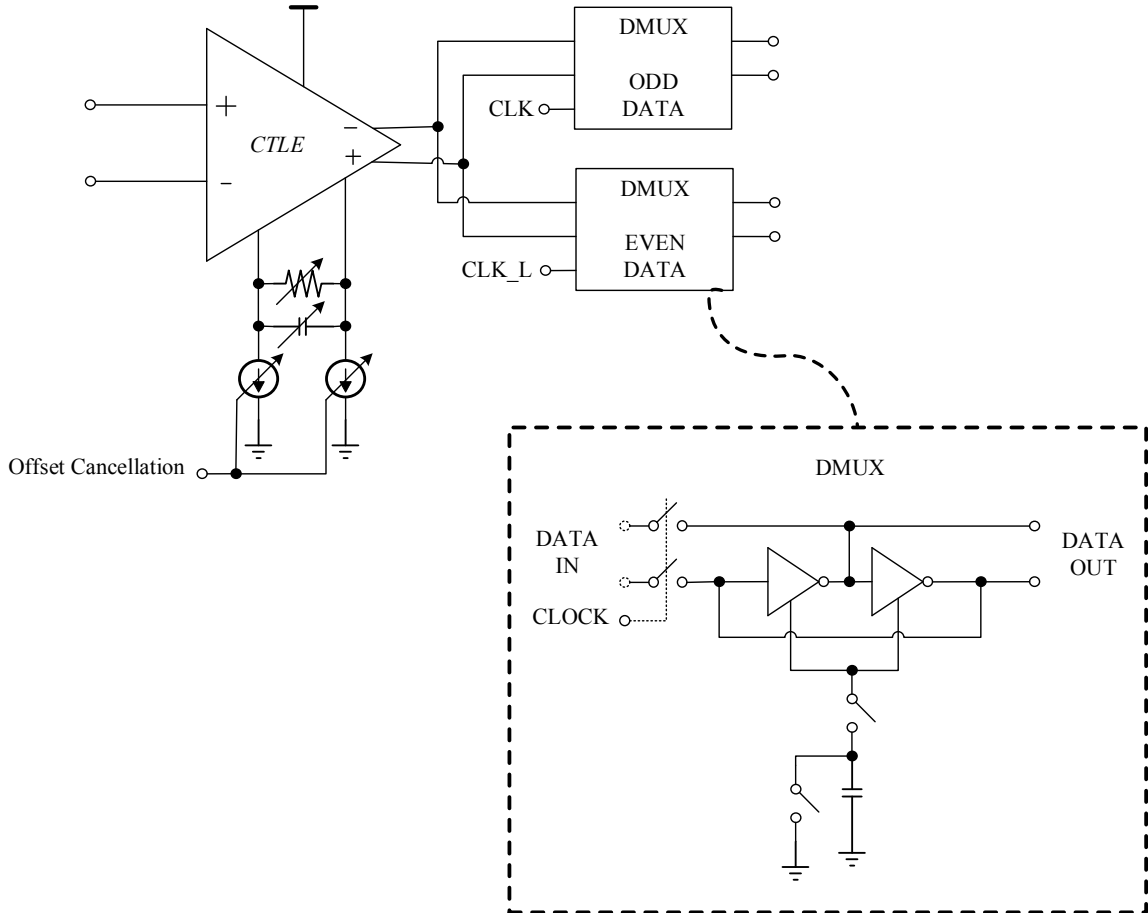 DMUX
ODD
DATA
CLK
+
-
CTLE
-
+
DMUX
EVEN
DATA
CLK_L
Offset Cancellation
DMUX
DATA
IN
CLOCK
DATA
OUT